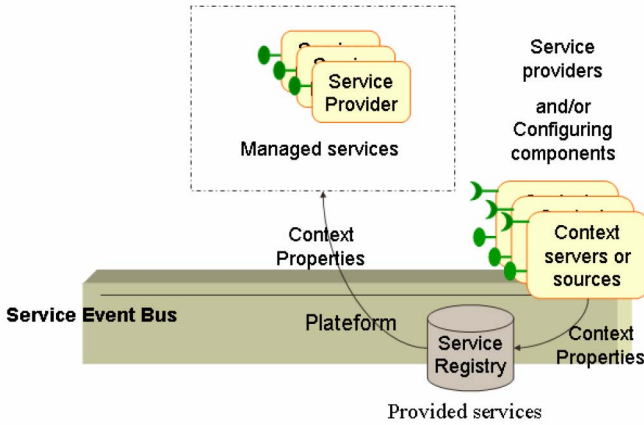 Service
Provider
Managed services
Service
providers
and/or
Configuring
components
Context
servers or
sources
Context
Properties
Service Event Bus
Plateform
Service
Registry
Context
Properties
Provided services